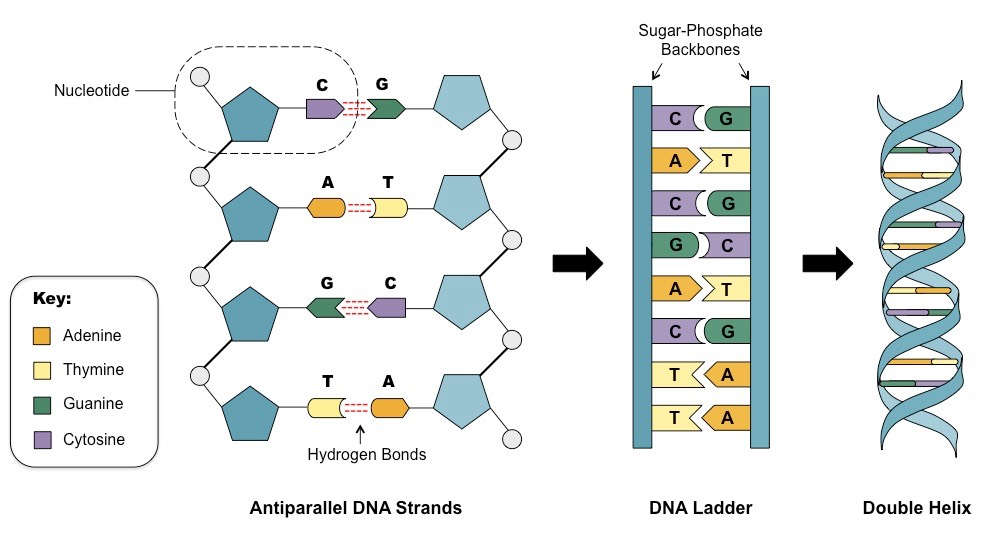 Nucleotide
C G
A T
G C
T A
Hydrogen Bonds
Key:
Adenine
Thymine
Guanine
Cytosine
Antiparallel DNA Strands
Sugar-Phosphate
Backbones
C G
A T
C G
G C
A T
C G
T A
T A
DNA Ladder
Double Helix